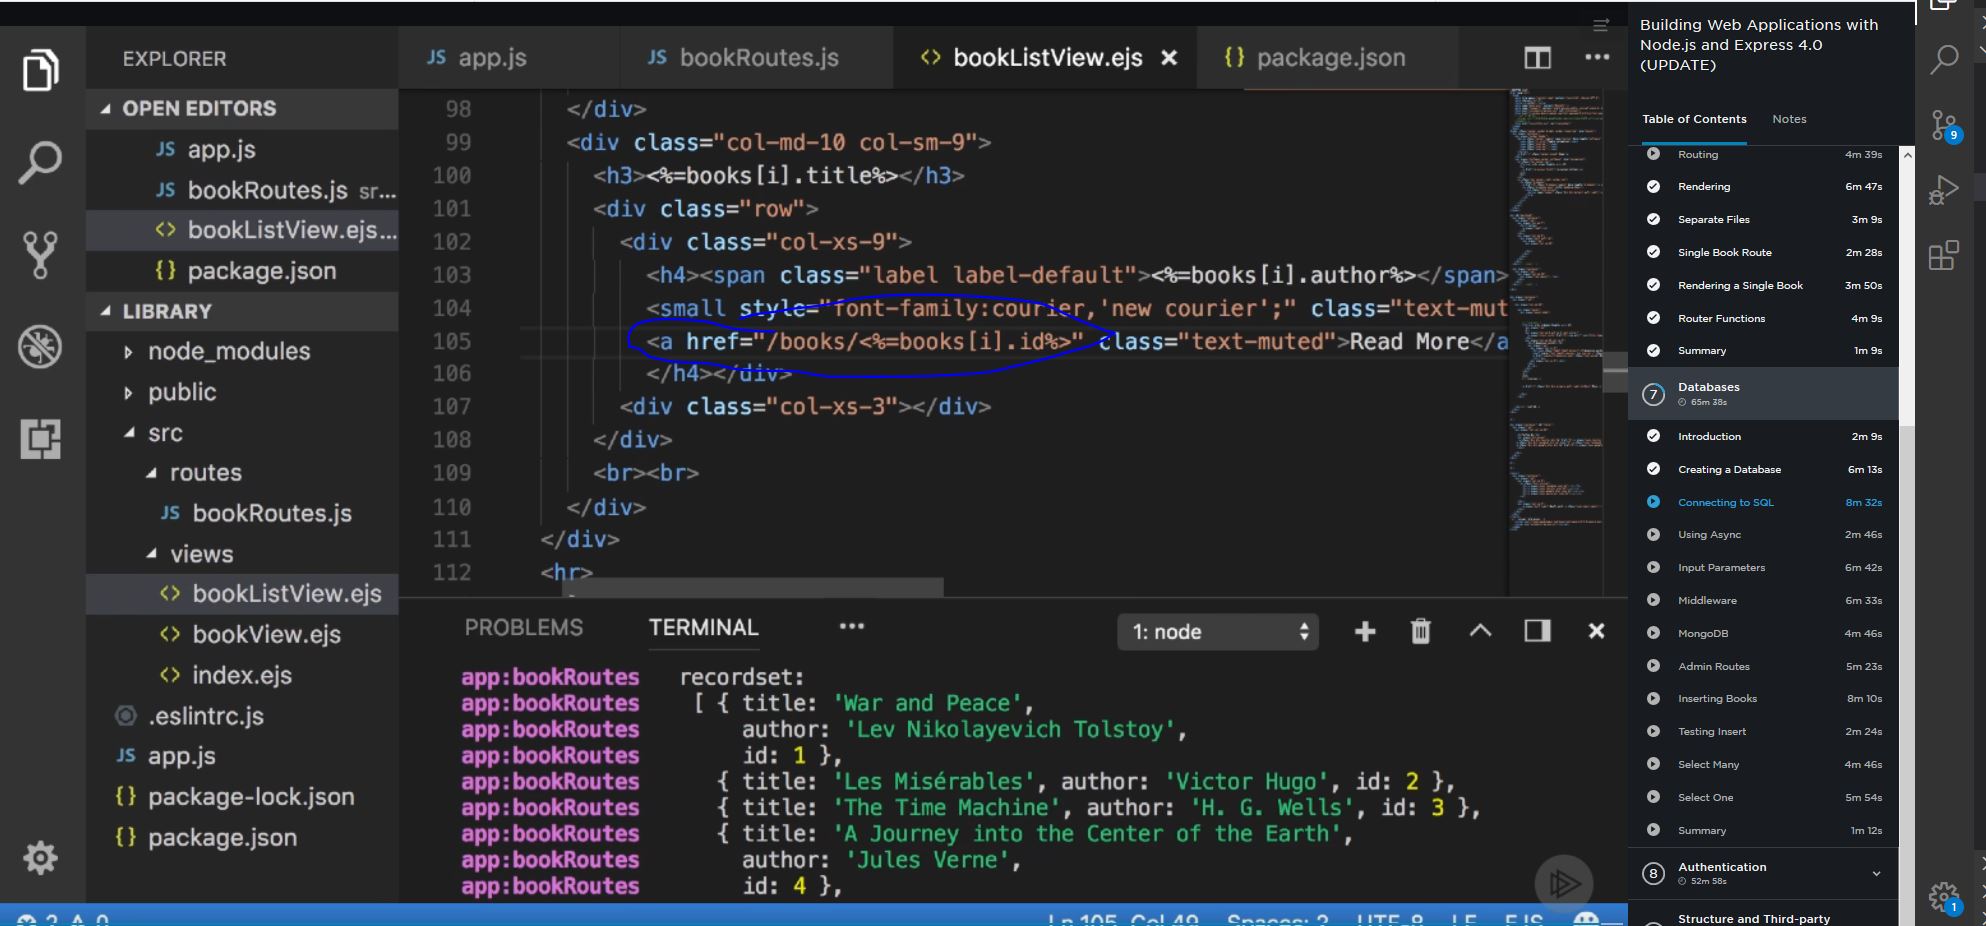 EXPLORER
OPEN EDITORS
JS app.js
JS bookRoutes.js sr...
<> bookListView.ejs...
{} package.json
LIBRARY
node_modules
public
src
routes
JS bookRoutes.js
views
<> bookListView.ejs
<> bookView.ejs
<> index.ejs
.eslintrc.js
JS app.js
{} package-lock.json
{} package.json
JS app.js
JS bookRoutes.js
<> bookListView.ejs ×
{} package.json
98 </div>
99 <div class="col-md-10 col-sm-9">
100 <h3><%=books[i].title%></h3>
101 <div class="row">
102 <div class="col-xs-9">
103 <h4><span class="label label-default"><%=books[i].author%></span>
104 <small style="font-family:courier,'new courier';" class="text-mut
105 <a href="/books/<%=books[i].id%>" class="text-muted">Read More</a
106 </h4></div>
107 <div class="col-xs-3"></div>
108 </div>
109 <br><br>
110 </div>
111 </div>
112 <hr>
PROBLEMS TERMINAL ••• 1: node
app:bookRoutes recordset:
app:bookRoutes [ { title: 'War and Peace',
app:bookRoutes author: 'Lev Nikolayevich Tolstoy',
app:bookRoutes id: 1 },
app:bookRoutes { title: 'Les Misérables', author: 'Victor Hugo', id: 2 },
app:bookRoutes { title: 'The Time Machine', author: 'H. G. Wells', id: 3 },
app:bookRoutes { title: 'A Journey into the Center of the Earth',
app:bookRoutes author: 'Jules Verne',
app:bookRoutes id: 4 },
Ln 105, Col 49 Spaces: 2 UTF-8 LF EJS
Building Web Applications with
Node.js and Express 4.0
(UPDATE)
Table of Contents Notes
Routing 4m 39s
Rendering 6m 47s
Separate Files 3m 9s
Single Book Route 2m 28s
Rendering a Single Book 3m 50s
Router Functions 4m 9s
Summary 1m 9s
7 Databases
65m 38s
Introduction 2m 9s
Creating a Database 6m 13s
Connecting to SQL 8m 32s
Using Async 2m 46s
Input Parameters 6m 42s
Middleware 6m 33s
MongoDB 4m 46s
Admin Routes 5m 23s
Inserting Books 8m 10s
Testing Insert 2m 24s
Select Many 4m 46s
Select One 5m 54s
Summary 1m 12s
8 Authentication
52m 58s
Structure and Third-party
9
1